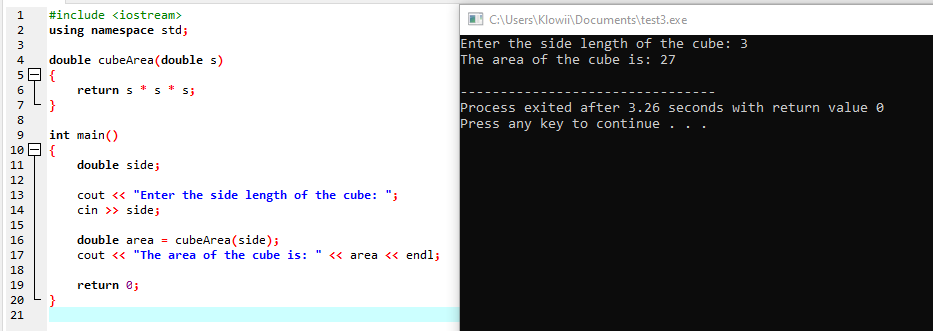 1 #include <iostream>
2 using namespace std;
3
4 double cubeArea(double s)
5 {
6 return s * s * s;
7 }
8
9 int main()
10 {
11 double side;
12
13 cout << "Enter the side length of the cube: ";
14 cin >> side;
15
16 double area = cubeArea(side);
17 cout << "The area of the cube is: " << area << endl;
18
19 return 0;
20 }
21
C:\Users\Klowii\Documents\test3.exe
Enter the side length of the cube: 3
The area of the cube is: 27
--------------------------------
Process exited after 3.26 seconds with return value 0
Press any key to continue . . .